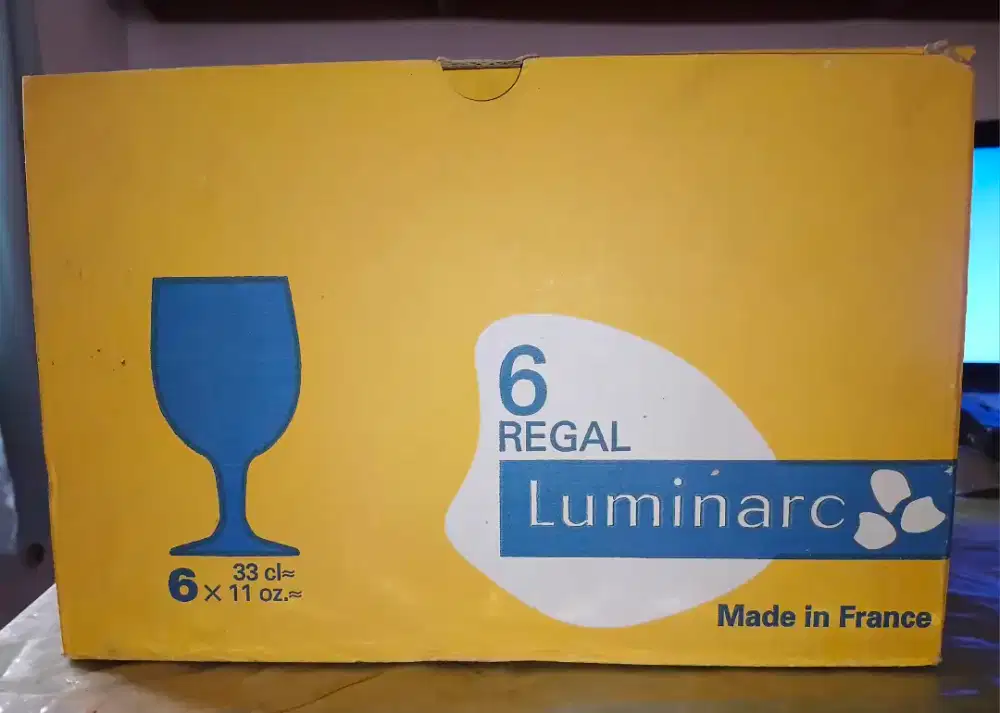 6
REGAL
Luminarc
6 × 33 cl≈
11 oz.≈
Made in France